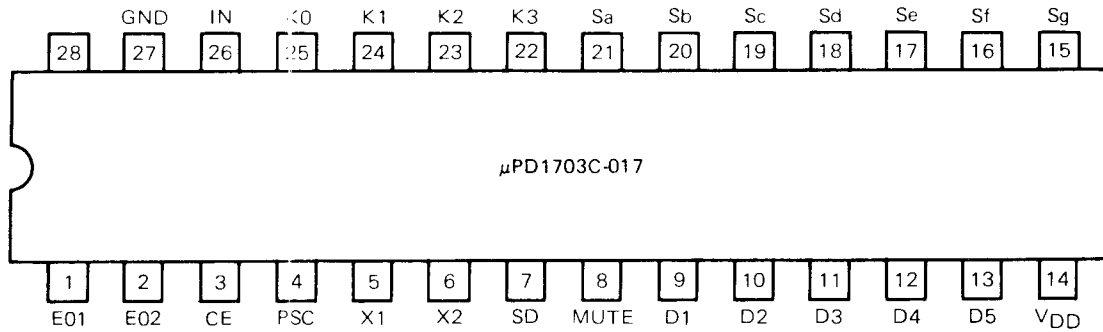 GND IN K0 K1 K2 K3 Sa Sb Sc Sd Se Sf Sg
28 27 26 25 24 23 22 21 20 19 18 17 16 15
μPD1703C-017
1 2 3 4 5 6 7 8 9 10 11 12 13 14
E01 E02 CE PSC X1 X2 SD MUTE D1 D2 D3 D4 D5 VDD